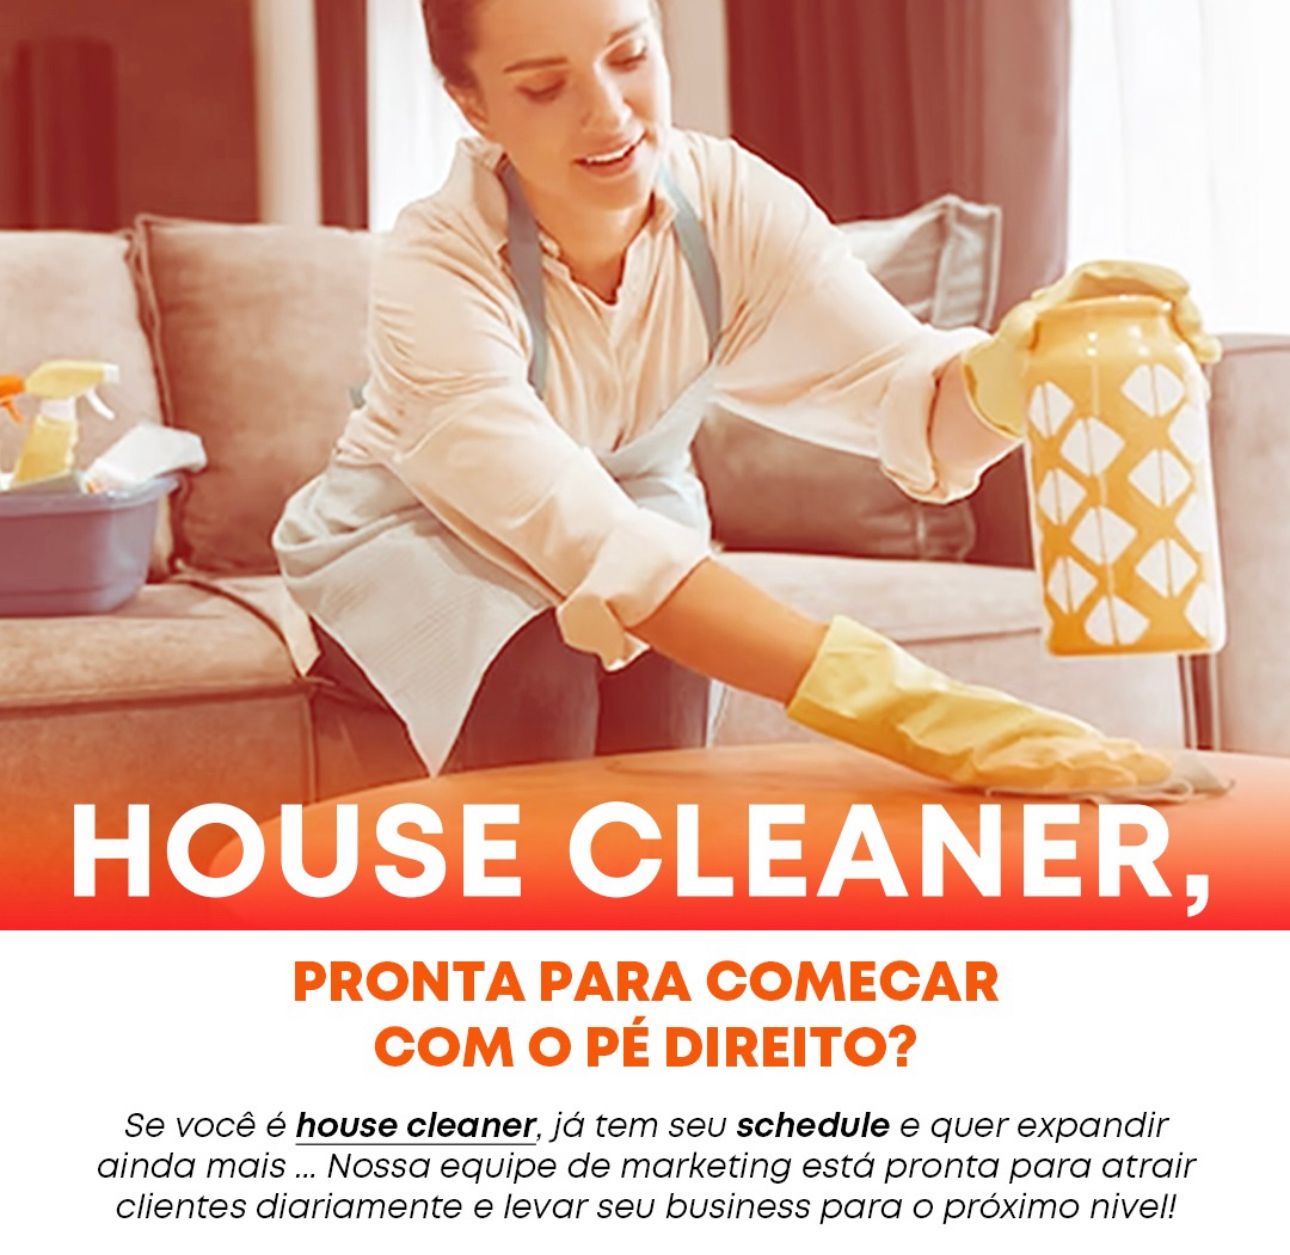 HOUSE CLEANER,
PRONTA PARA COMECAR
COM O PÉ DIREITO?
Se você é house cleaner, já tem seu schedule e quer expandir
ainda mais ... Nossa equipe de marketing está pronta para atrair
clientes diariamente e levar seu business para o próximo nivel!